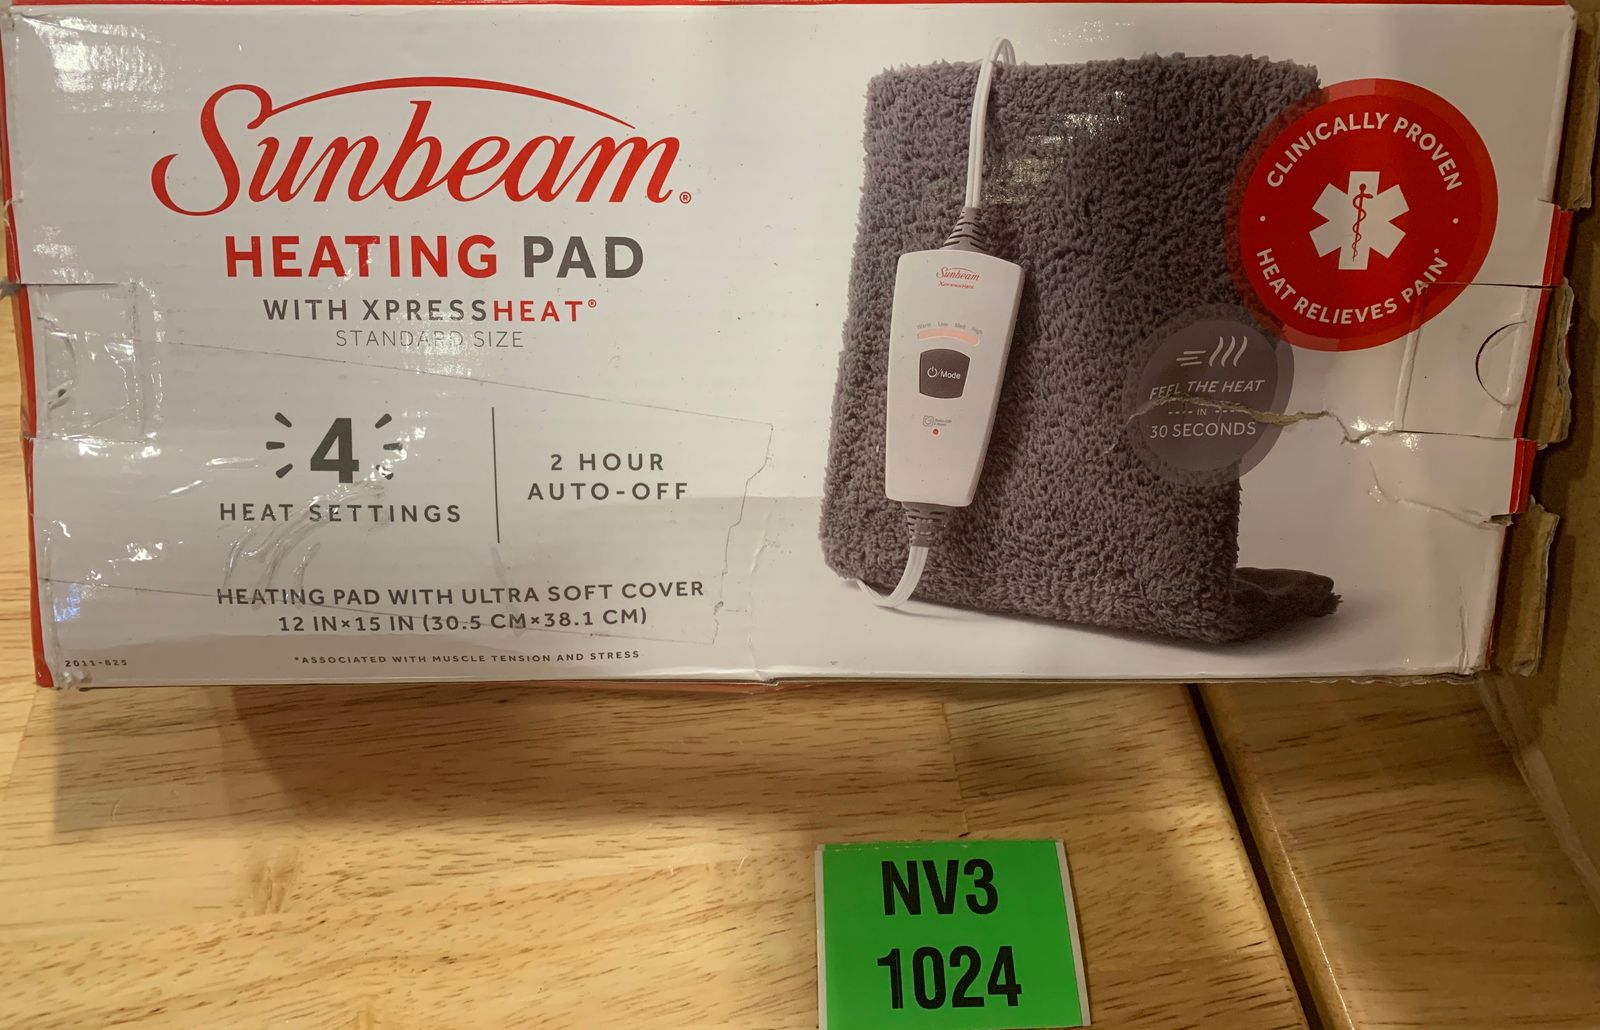 Sunbeam®
HEATING PAD
WITH XPRESSHEAT®
STANDARD SIZE
4
HEAT SETTINGS
2 HOUR
AUTO-OFF
HEATING PAD WITH ULTRA SOFT COVER
12 IN×15 IN (30.5 CM×38.1 CM)
*ASSOCIATED WITH MUSCLE TENSION AND STRESS
2011-825
Sunbeam
XpressHeat
Warm Low Med High
⏻/Mode
Auto-Off
CLINICALLY PROVEN
• HEAT RELIEVES PAIN* •
FEEL THE HEAT
IN
30 SECONDS
NV3
1024